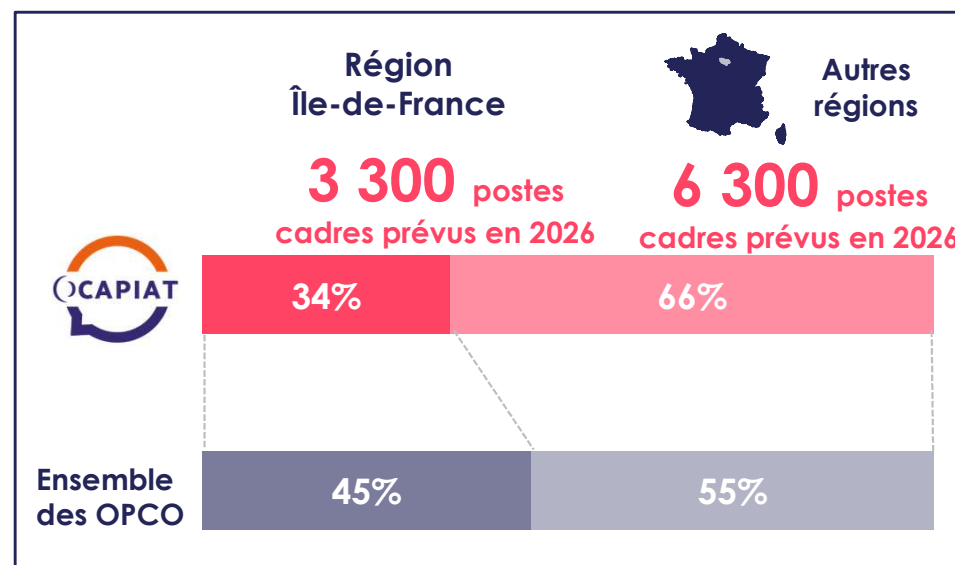 Région
Île-de-France
Autres
régions
3 300 postes
cadres prévus en 2026
6 300 postes
cadres prévus en 2026
OCAPIAT
34%
66%
Ensemble
des OPCO
45%
55%